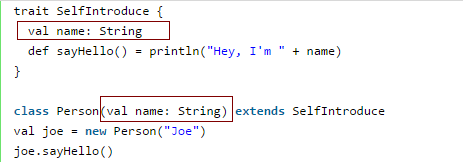 trait SelfIntroduce {
  val name: String
  def sayHello() = println("Hey, I'm " + name)
}

class Person(val name: String) extends SelfIntroduce
val joe = new Person("Joe")
joe.sayHello()